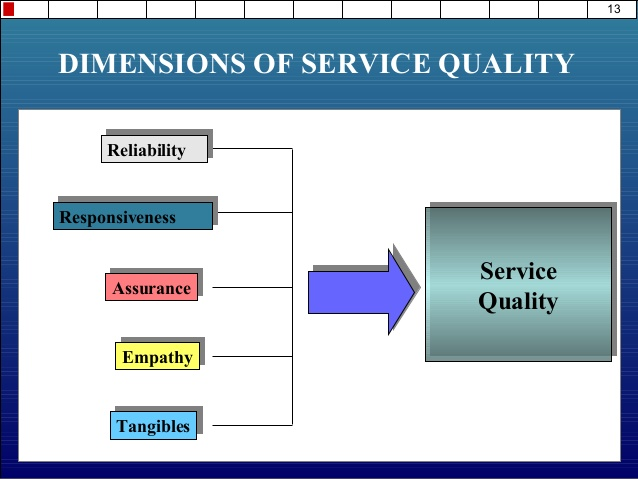 13
DIMENSIONS OF SERVICE QUALITY
Reliability
Responsiveness
Assurance
Empathy
Tangibles
Service
Quality